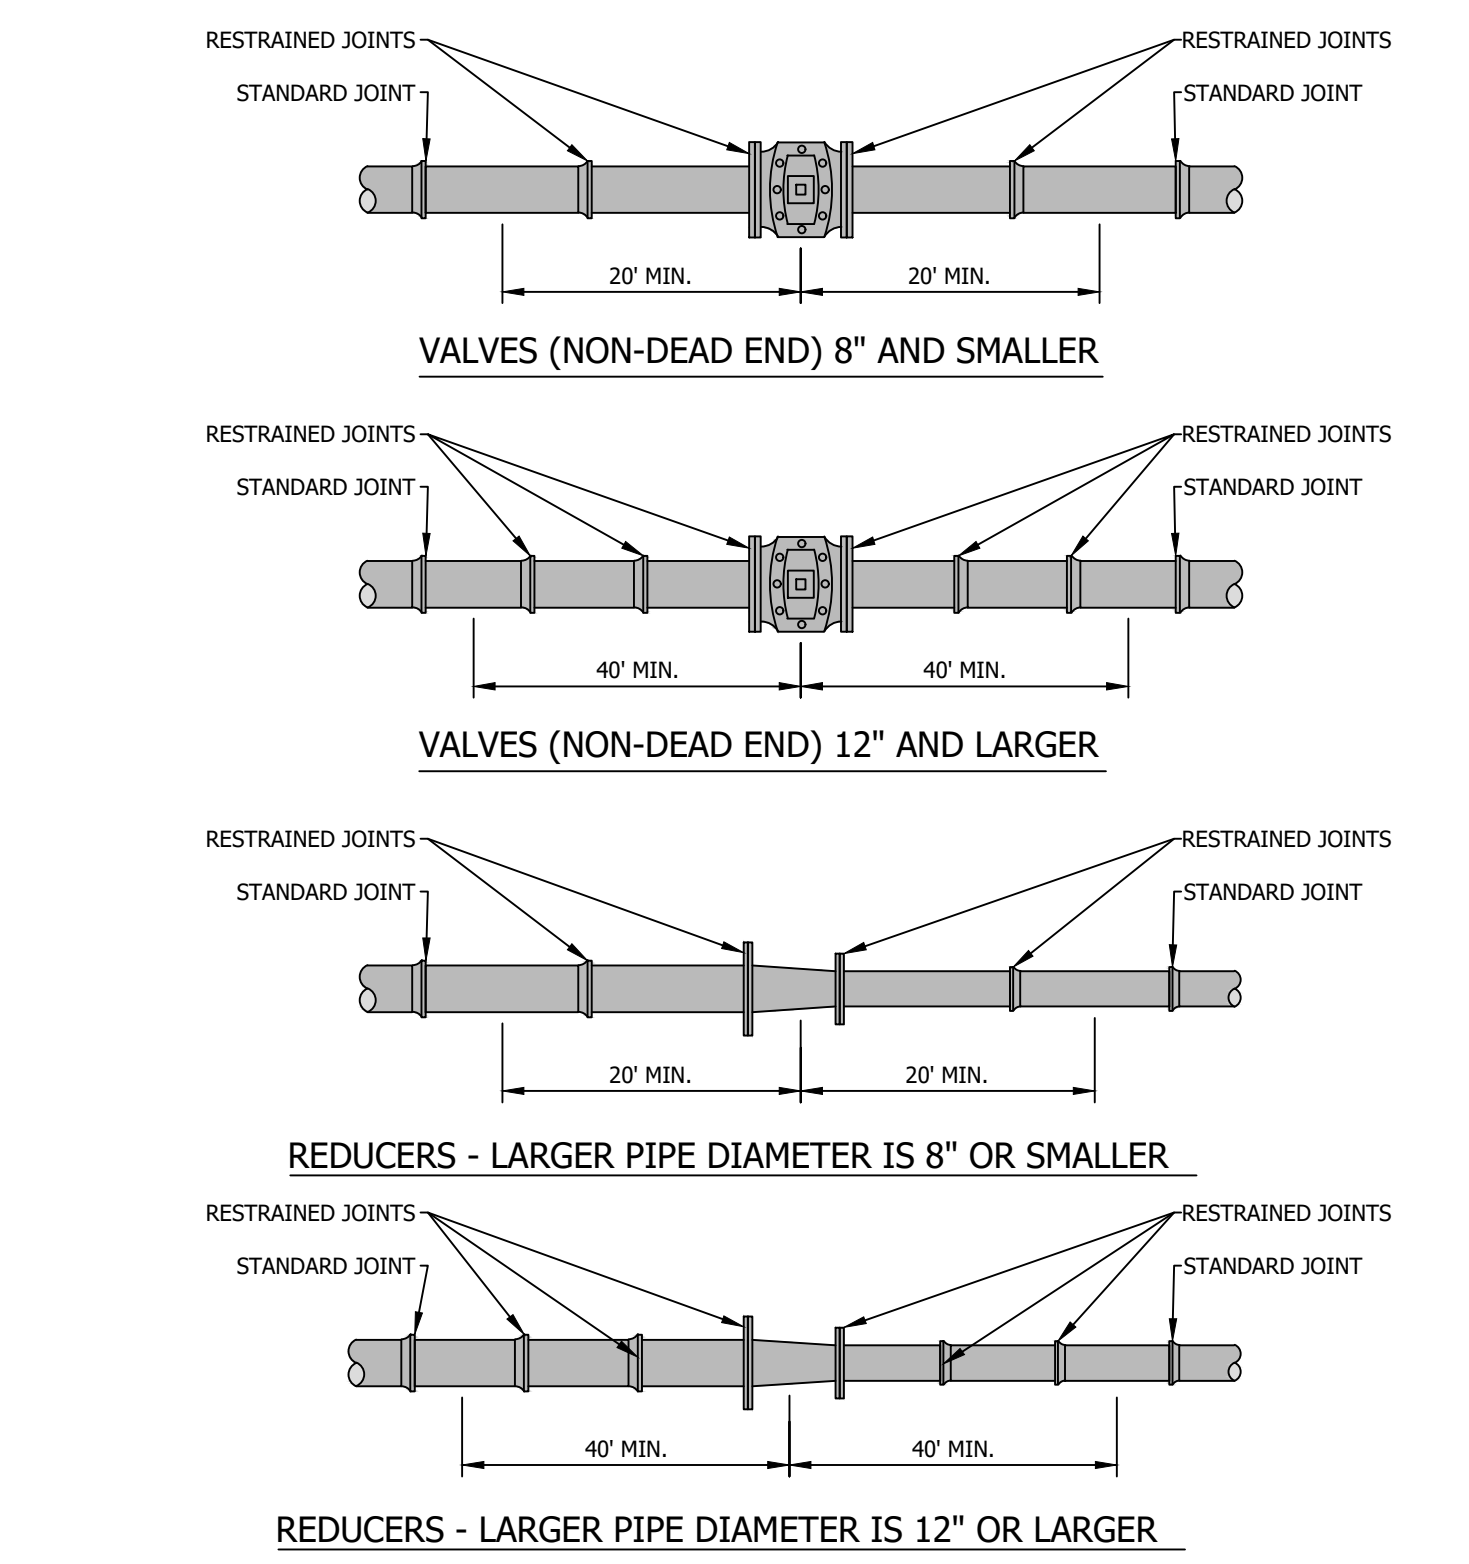 RESTRAINED JOINTS
RESTRAINED JOINTS
STANDARD JOINT
STANDARD JOINT
20' MIN.
20' MIN.
VALVES (NON-DEAD END) 8" AND SMALLER
RESTRAINED JOINTS
RESTRAINED JOINTS
STANDARD JOINT
STANDARD JOINT
40' MIN.
40' MIN.
VALVES (NON-DEAD END) 12" AND LARGER
RESTRAINED JOINTS
RESTRAINED JOINTS
STANDARD JOINT
STANDARD JOINT
20' MIN.
20' MIN.
REDUCERS - LARGER PIPE DIAMETER IS 8" OR SMALLER
RESTRAINED JOINTS
RESTRAINED JOINTS
STANDARD JOINT
STANDARD JOINT
40' MIN.
40' MIN.
REDUCERS - LARGER PIPE DIAMETER IS 12" OR LARGER